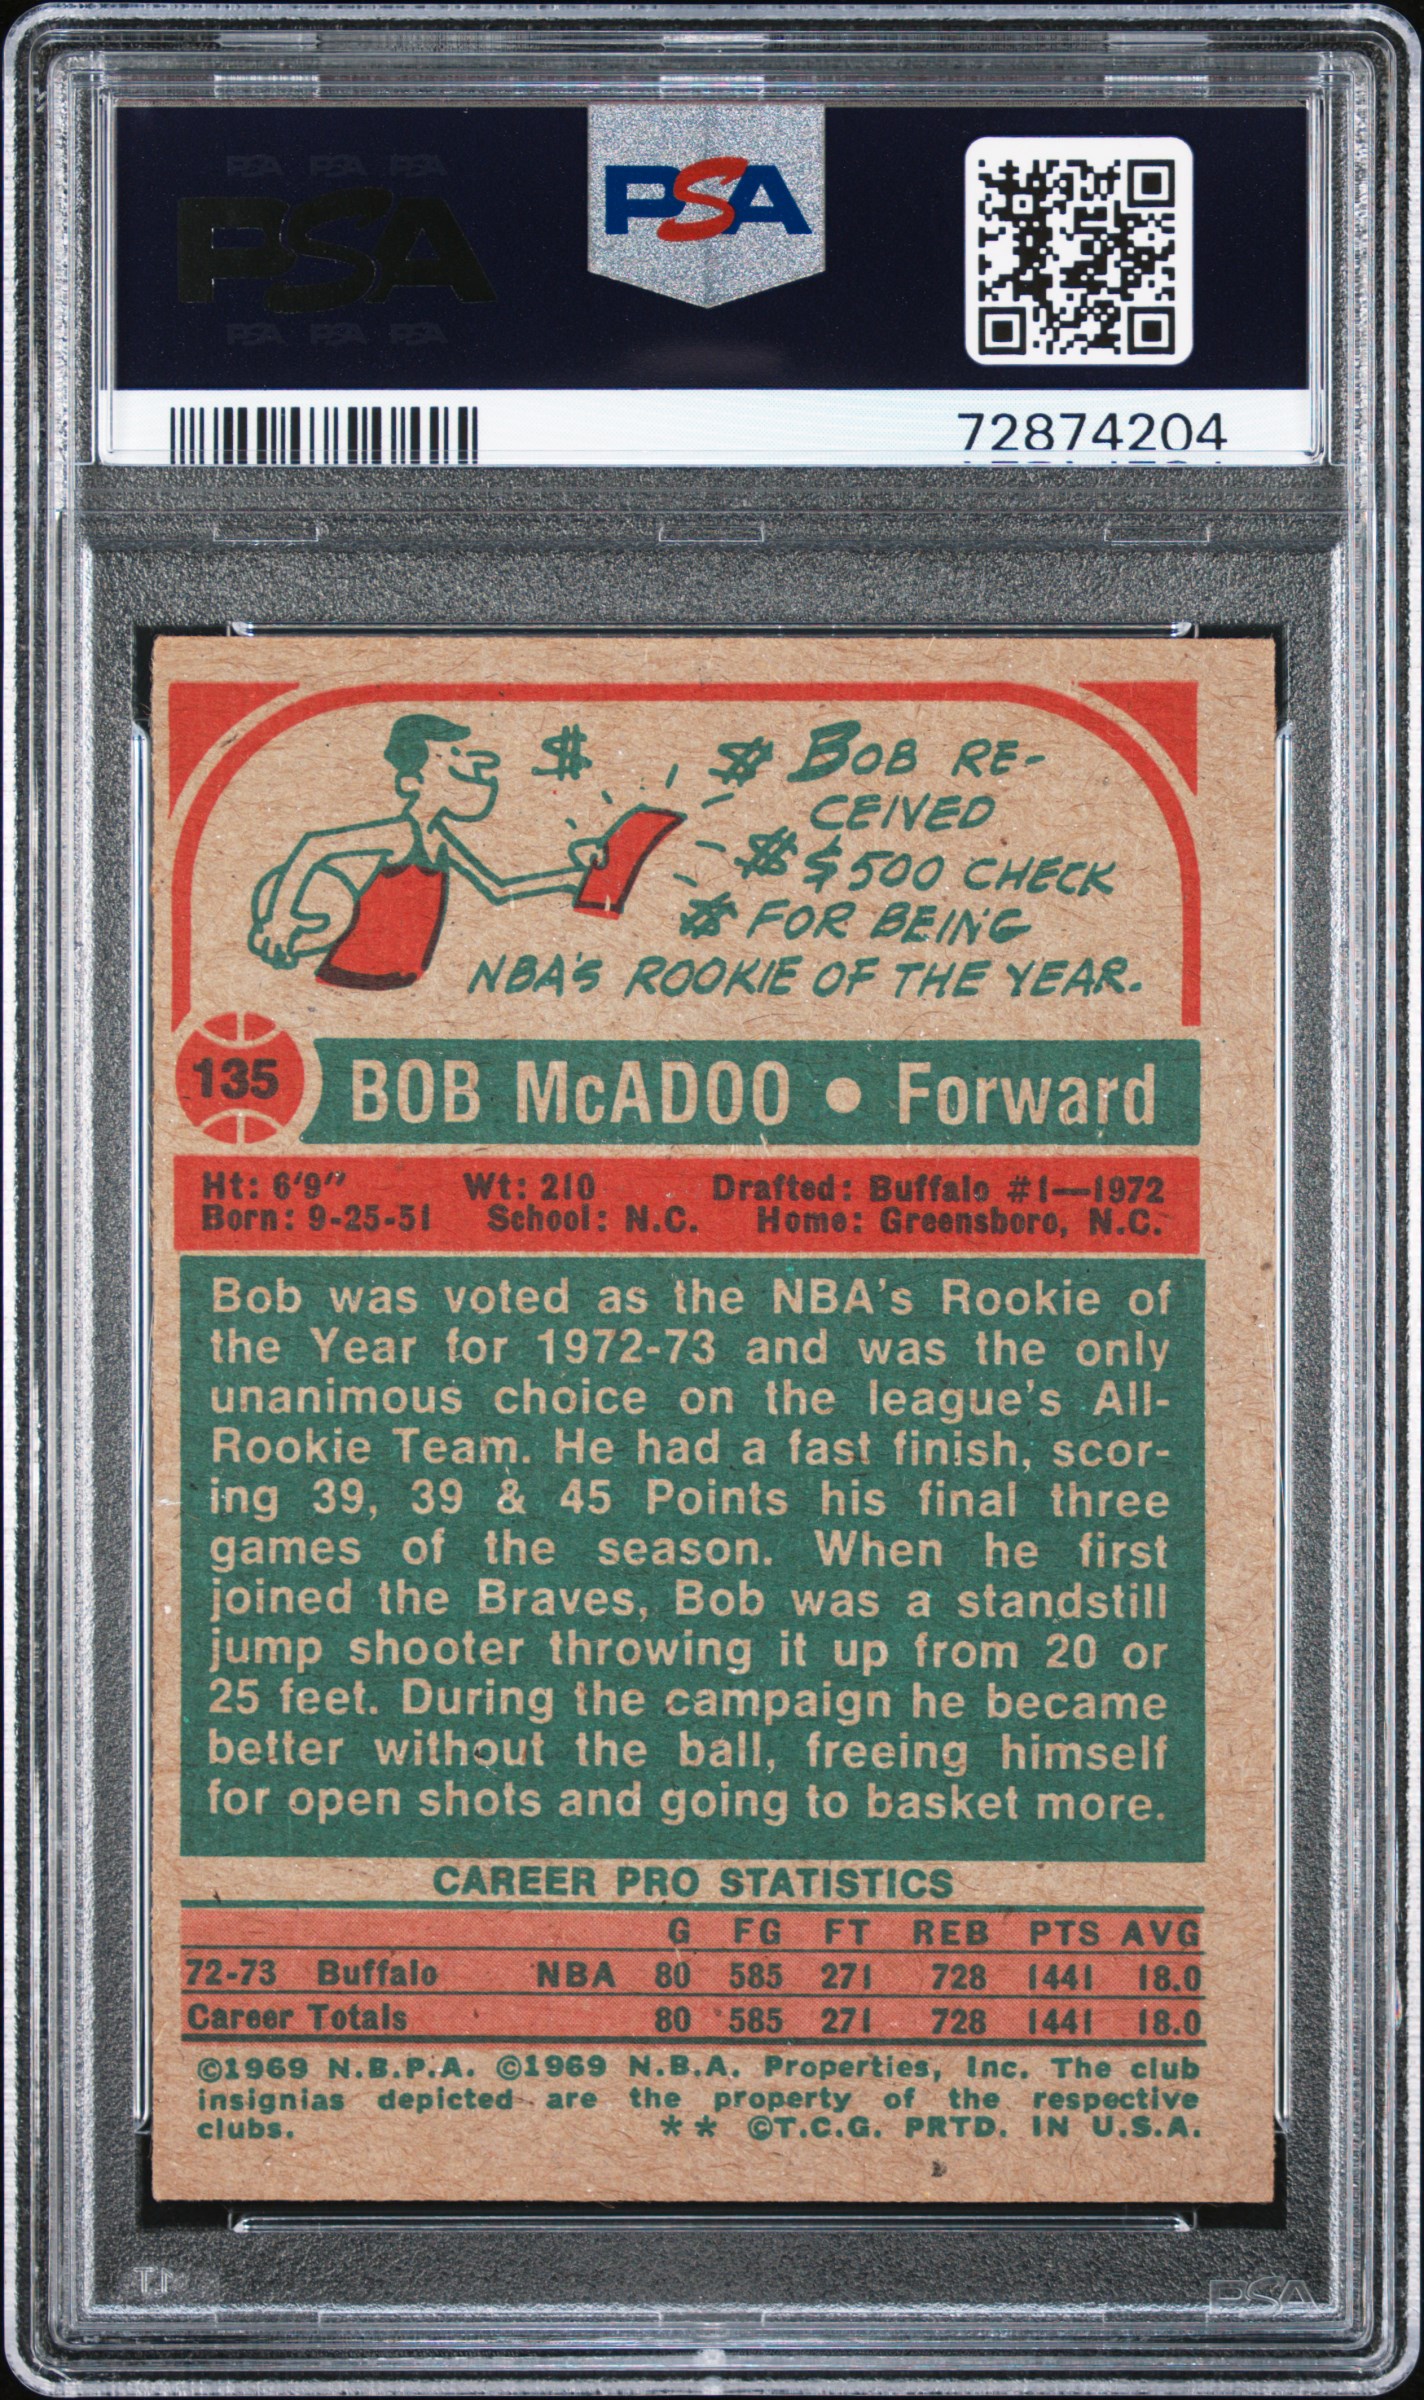 PSA PSA PSA
PSA
PSA PSA PSA
PSA
72874204
$ $ BOB RE-
CEIVED
$ $500 CHECK
$ FOR BEING
NBA'S ROOKIE OF THE YEAR.
135
BOB McADOO • Forward
Ht: 6'9" Wt: 210 Drafted: Buffalo #1—1972
Born: 9-25-51 School: N.C. Home: Greensboro, N.C.
Bob was voted as the NBA's Rookie of
the Year for 1972-73 and was the only
unanimous choice on the league's All-
Rookie Team. He had a fast finish, scor-
ing 39, 39 & 45 Points his final three
games of the season. When he first
joined the Braves, Bob was a standstill
jump shooter throwing it up from 20 or
25 feet. During the campaign he became
better without the ball, freeing himself
for open shots and going to basket more.
CAREER PRO STATISTICS
G FG FT REB PTS AVG
72-73 Buffalo NBA 80 585 271 728 1441 18.0
Career Totals 80 585 271 728 1441 18.0
©1969 N.B.P.A. ©1969 N.B.A. Properties, Inc. The club
insignias depicted are the property of the respective
clubs. ** ©T.C.G. PRTD. IN U.S.A.
PSA